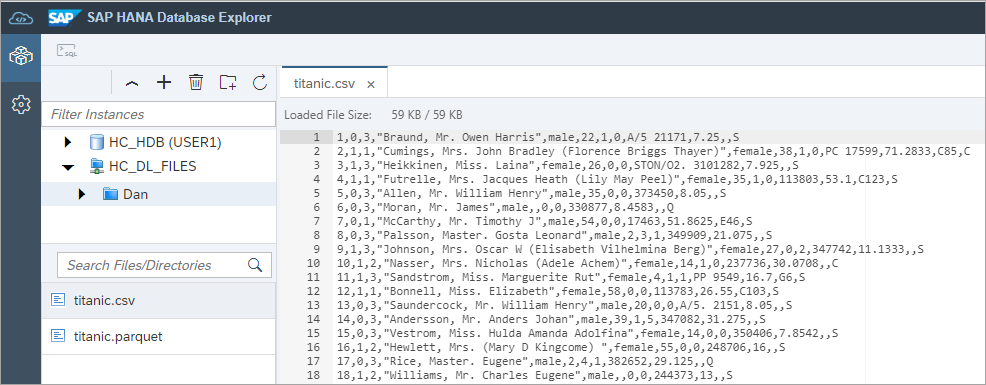 SAP SAP HANA Database Explorer
SQL
titanic.csv ×
Filter Instances
Loaded File Size: 59 KB / 59 KB
HC_HDB (USER1)
HC_DL_FILES
Dan
Search Files/Directories
titanic.csv
titanic.parquet
1 1,0,3,"Braund, Mr. Owen Harris",male,22,1,0,A/5 21171,7.25,,S
2 2,1,1,"Cumings, Mrs. John Bradley (Florence Briggs Thayer)",female,38,1,0,PC 17599,71.2833,C85,C
3 3,1,3,"Heikkinen, Miss. Laina",female,26,0,0,STON/O2. 3101282,7.925,,S
4 4,1,1,"Futrelle, Mrs. Jacques Heath (Lily May Peel)",female,35,1,0,113803,53.1,C123,S
5 5,0,3,"Allen, Mr. William Henry",male,35,0,0,373450,8.05,,S
6 6,0,3,"Moran, Mr. James",male,,0,0,330877,8.4583,,Q
7 7,0,1,"McCarthy, Mr. Timothy J",male,54,0,0,17463,51.8625,E46,S
8 8,0,3,"Palsson, Master. Gosta Leonard",male,2,3,1,349909,21.075,,S
9 9,1,3,"Johnson, Mrs. Oscar W (Elisabeth Vilhelmina Berg)",female,27,0,2,347742,11.1333,,S
10 10,1,2,"Nasser, Mrs. Nicholas (Adele Achem)",female,14,1,0,237736,30.0708,,C
11 11,1,3,"Sandstrom, Miss. Marguerite Rut",female,4,1,1,PP 9549,16.7,G6,S
12 12,1,1,"Bonnell, Miss. Elizabeth",female,58,0,0,113783,26.55,C103,S
13 13,0,3,"Saundercock, Mr. William Henry",male,20,0,0,A/5. 2151,8.05,,S
14 14,0,3,"Andersson, Mr. Anders Johan",male,39,1,5,347082,31.275,,S
15 15,0,3,"Vestrom, Miss. Hulda Amanda Adolfina",female,14,0,0,350406,7.8542,,S
16 16,1,2,"Hewlett, Mrs. (Mary D Kingcome) ",female,55,0,0,248706,16,,S
17 17,0,3,"Rice, Master. Eugene",male,2,4,1,382652,29.125,,Q
18 18,1,2,"Williams, Mr. Charles Eugene",male,,0,0,244373,13,,S